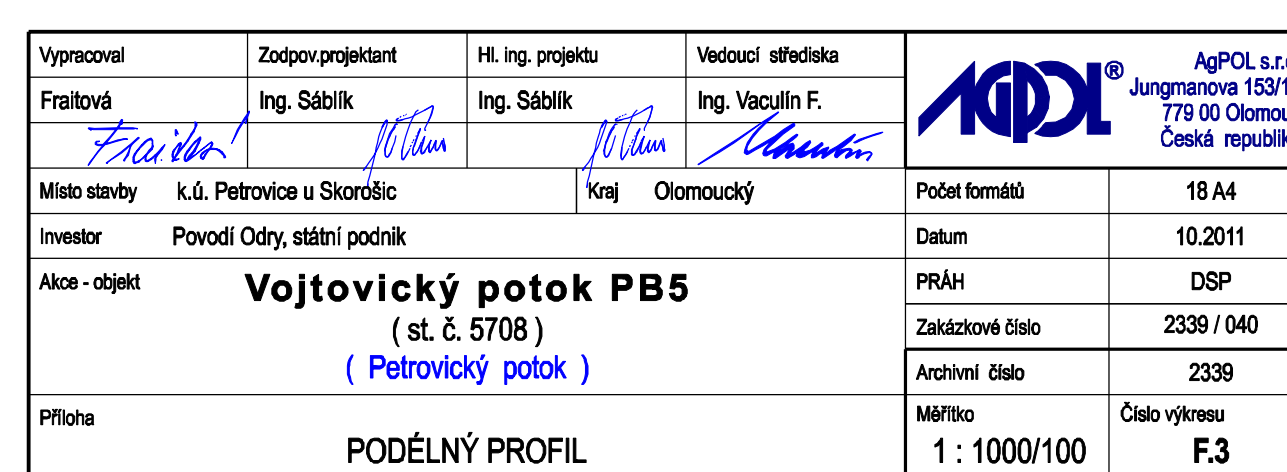 Vypracoval Zodpov.projektant Hl. ing. projektu Vedoucí střediska
Fraitová Ing. Sáblík Ing. Sáblík Ing. Vaculín F.
AGPOL®
AgPOL s.r.
Jungmanova 153/1
779 00 Olomou
Česká republik
Místo stavby k.ú. Petrovice u Skorošic Kraj Olomoucký
Počet formátů 18 A4
Investor Povodí Odry, státní podnik
Datum 10.2011
Akce - objekt Vojtovický potok PB5
( st. č. 5708 )
( Petrovický potok )
PRÁH DSP
Zakázkové číslo 2339 / 040
Archivní číslo 2339
Příloha
PODÉLNÝ PROFIL
Měřítko
1 : 1000/100
Číslo výkresu
F.3